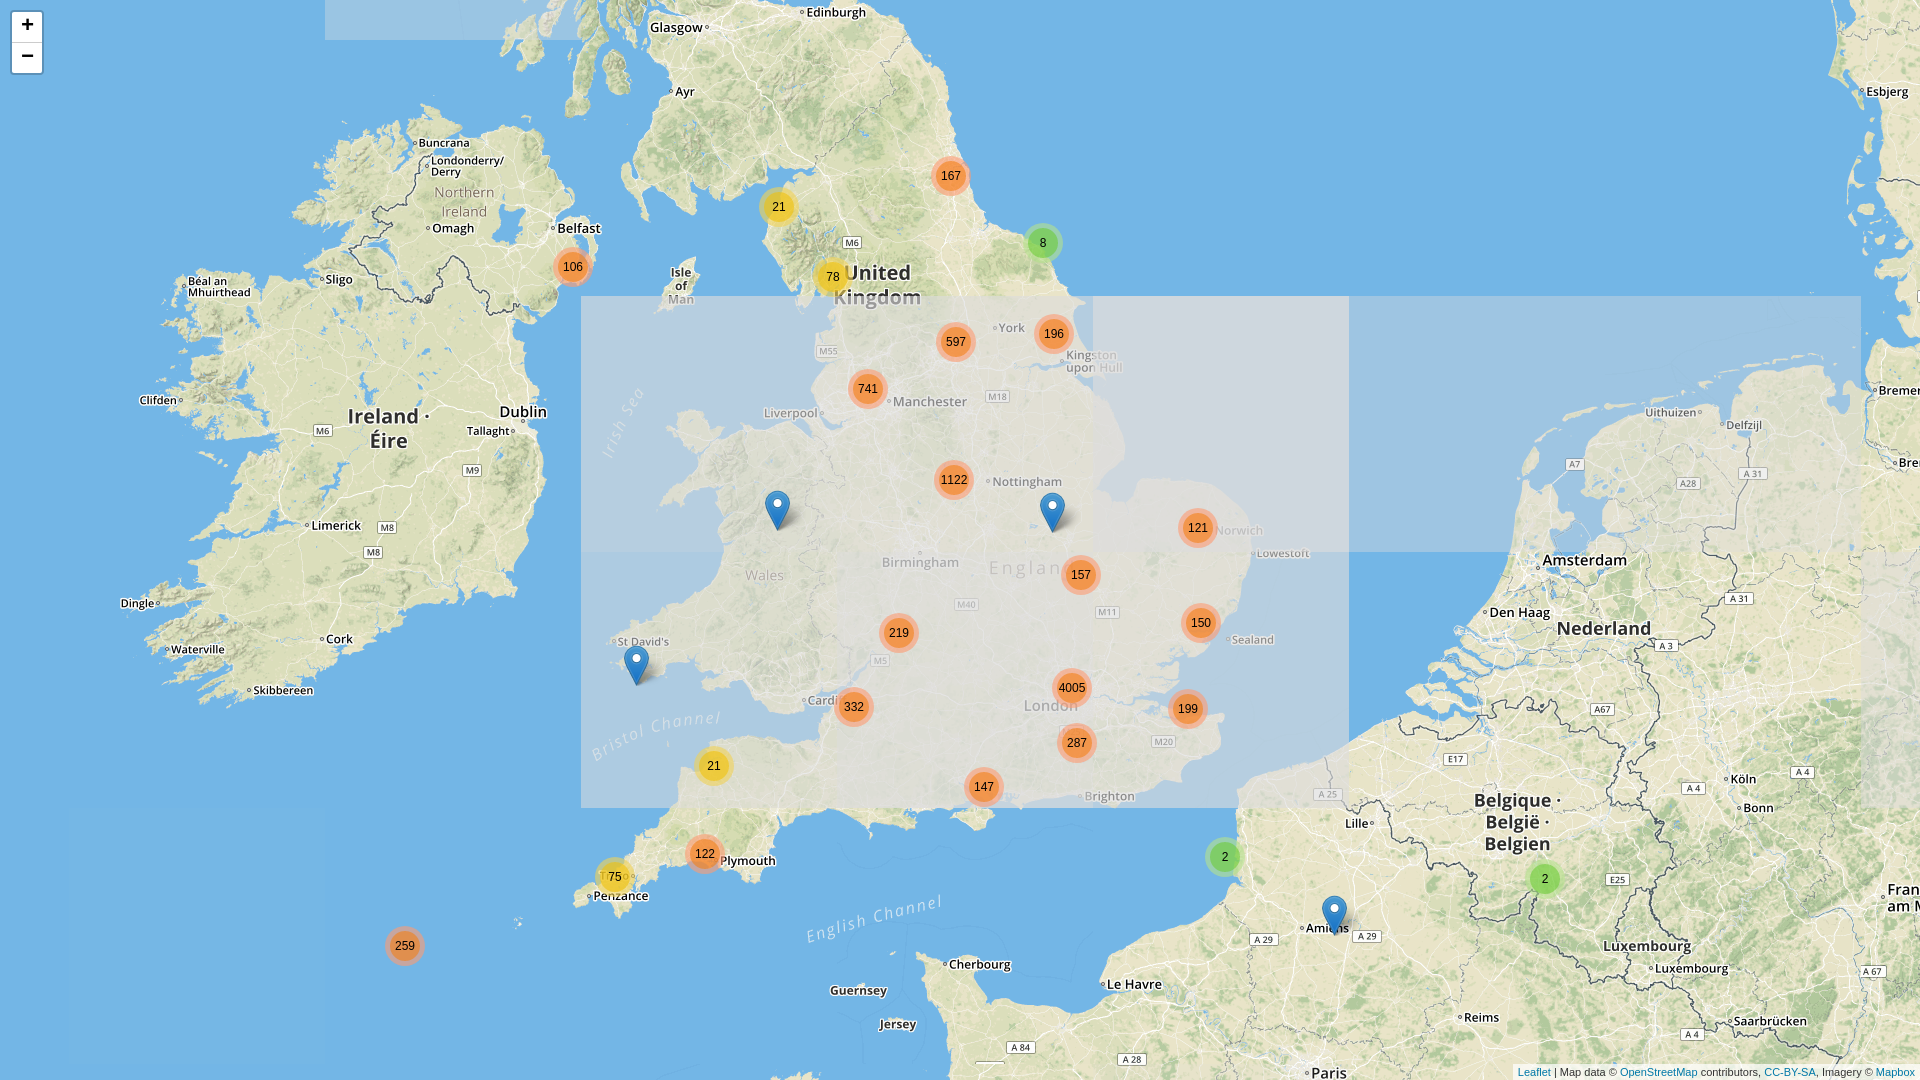 +
−
Edinburgh
Glasgow
Ayr
Esbjerg
Buncrana
Londonderry/
Derry
Northern
Ireland
Omagh
Belfast
167
21
M6
8
106
78
United
Kingdom
Isle
of
Man
Sligo
Béal an
Mhuirthead
York
597
196
M55
Kingston
upon Hull
741
Manchester
M18
Liverpool
Irish Sea
Clifden
Ireland ·
Éire
M6
Dublin
Tallaght
M9
Uithuizen
Delfzijl
A7
A 31
A28
1122
Nottingham
121
Norwich
Lowestoft
Limerick
M8
M8
Birmingham
Wales
157
M40
M11
Amsterdam
Den Haag
A 31
Nederland
A 3
Dingle
Cork
Waterville
Skibbereen
St David's
219
M5
150
Sealand
4005
London
332
199
287
M20
Bristol Channel
A67
E17
Köln
A 4
A 4
Bonn
21
147
Brighton
A 25
Lille
Belgique ·
België ·
Belgien
122
Plymouth
75
Penzance
2
2
E25
259
English Channel
Amiens
A 29
A 29
Luxembourg
Luxembourg
A 67
Cherbourg
Le Havre
Guernsey
Jersey
Reims
Saarbrücken
A 84
A 28
A 4
Paris
Leaflet | Map data © OpenStreetMap contributors, CC-BY-SA, Imagery © Mapbox